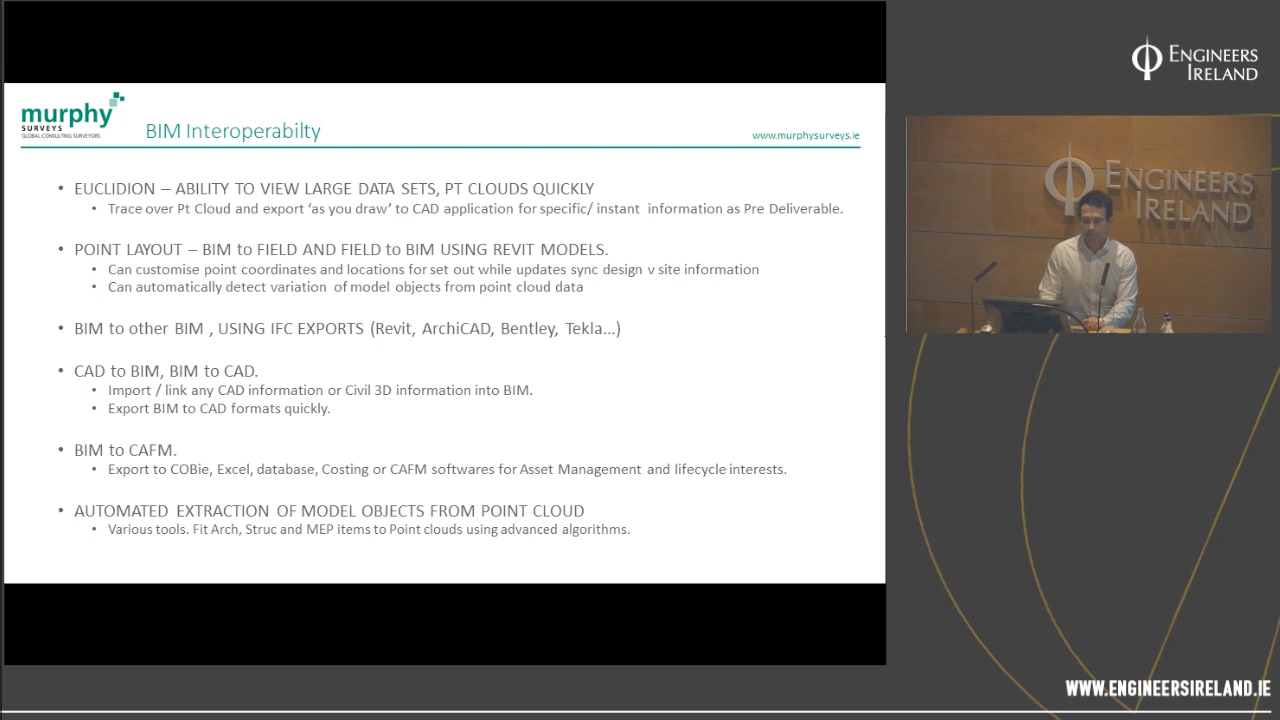 ENGINEERS
IRELAND
murphy
SURVEYS
GLOBAL CONSULTING SURVEYORS
BIM Interoperabilty
www.murphysurveys.ie
• EUCLIDION – ABILITY TO VIEW LARGE DATA SETS, PT CLOUDS QUICKLY
• Trace over Pt Cloud and export ‘as you draw’ to CAD application for specific/ instant information as Pre Deliverable.
• POINT LAYOUT – BIM to FIELD AND FIELD to BIM USING REVIT MODELS.
• Can customise point coordinates and locations for set out while updates sync design v site information
• Can automatically detect variation of model objects from point cloud data
• BIM to other BIM , USING IFC EXPORTS (Revit, ArchiCAD, Bentley, Tekla...)
• CAD to BIM, BIM to CAD.
• Import / link any CAD information or Civil 3D information into BIM.
• Export BIM to CAD formats quickly.
• BIM to CAFM.
• Export to COBie, Excel, database, Costing or CAFM softwares for Asset Management and lifecycle interests.
• AUTOMATED EXTRACTION OF MODEL OBJECTS FROM POINT CLOUD
• Various tools. Fit Arch, Struc and MEP items to Point clouds using advanced algorithms.
ENGINEERS
IRELAND
WWW.ENGINEERSIRELAND.IE